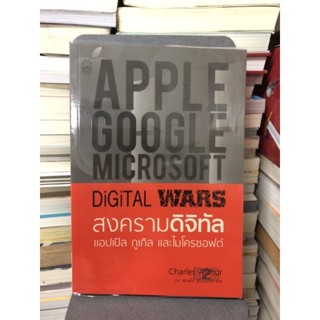 APPLE
GOOGLE
MICROSOFT
DiGiTAL WARS
สงครามดิจิทัล
แอปเปิล กูเกิล และไมโครซอฟต์
Charles Arthur